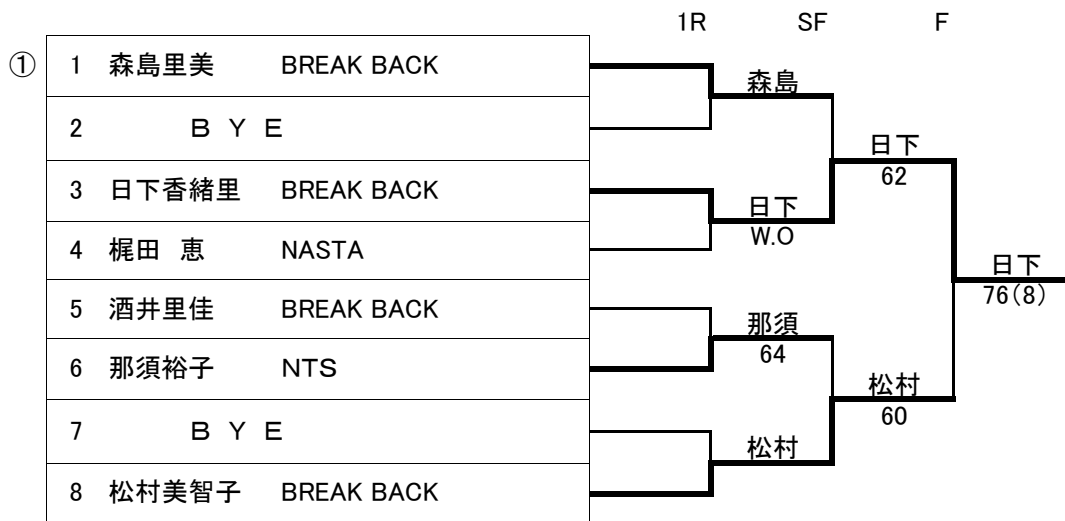 1R SF F
① 1 森島里美 BREAK BACK
森島
2 B Y E
日下
62
3 日下香緒里 BREAK BACK
日下
W.O
4 梶田 恵 NASTA
日下
76(8)
5 酒井里佳 BREAK BACK
那須
64
6 那須裕子 NTS
松村
60
7 B Y E
松村
8 松村美智子 BREAK BACK